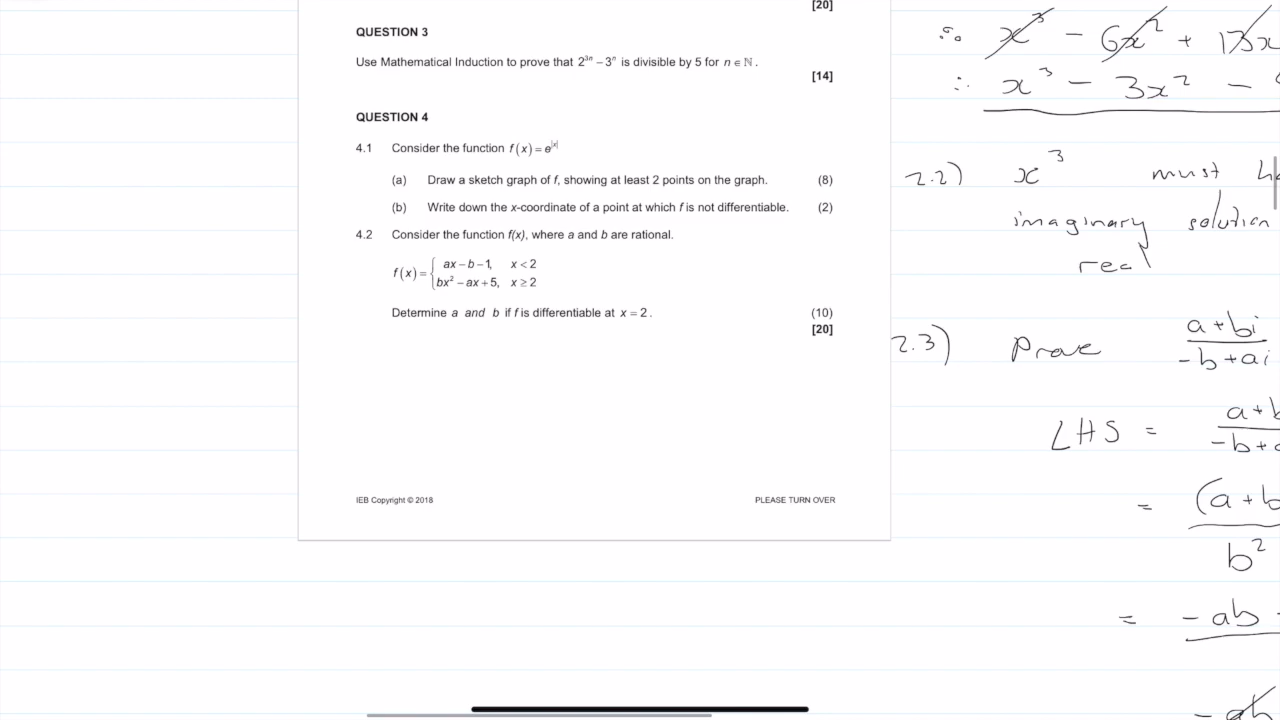 [20]
QUESTION 3
Use Mathematical Induction to prove that 2³ⁿ − 3ⁿ is divisible by 5 for n ∈ ℕ.
[14]
QUESTION 4
4.1 Consider the function f(x) = e^|x|
(a) Draw a sketch graph of f, showing at least 2 points on the graph. (8)
(b) Write down the x-coordinate of a point at which f is not differentiable. (2)
4.2 Consider the function f(x), where a and b are rational.
f(x) = { ax − b − 1, x < 2
bx² − ax + 5, x ≥ 2
Determine a and b if f is differentiable at x = 2. (10)
[20]
IEB Copyright © 2018 PLEASE TURN OVER
∴ x³ − 6x² + 13x
∴ x³ − 3x² −
2.2) x³ must
imaginary solution
real
2.3) Prove a+bi
-b+ai
LHS = a+b
-b+a
= (a+b
b²
= -ab
-ab